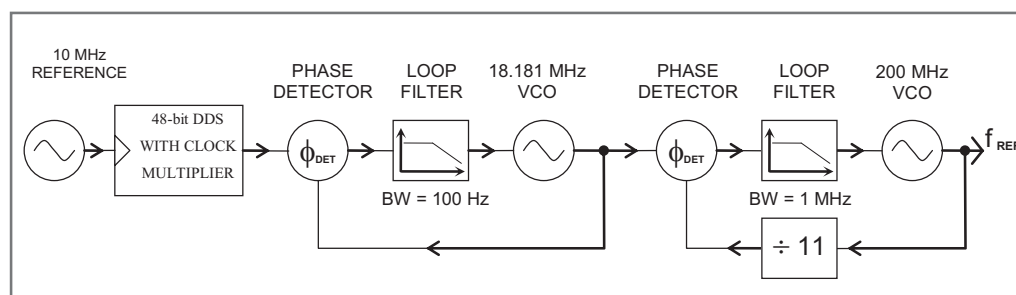 10 MHz
REFERENCE
48-bit DDS
WITH CLOCK
MULTIPLIER
PHASE
DETECTOR
ϕDET
LOOP
FILTER
BW = 100 Hz
18.181 MHz
VCO
PHASE
DETECTOR
ϕDET
LOOP
FILTER
BW = 1 MHz
÷ 11
200 MHz
VCO
f REF